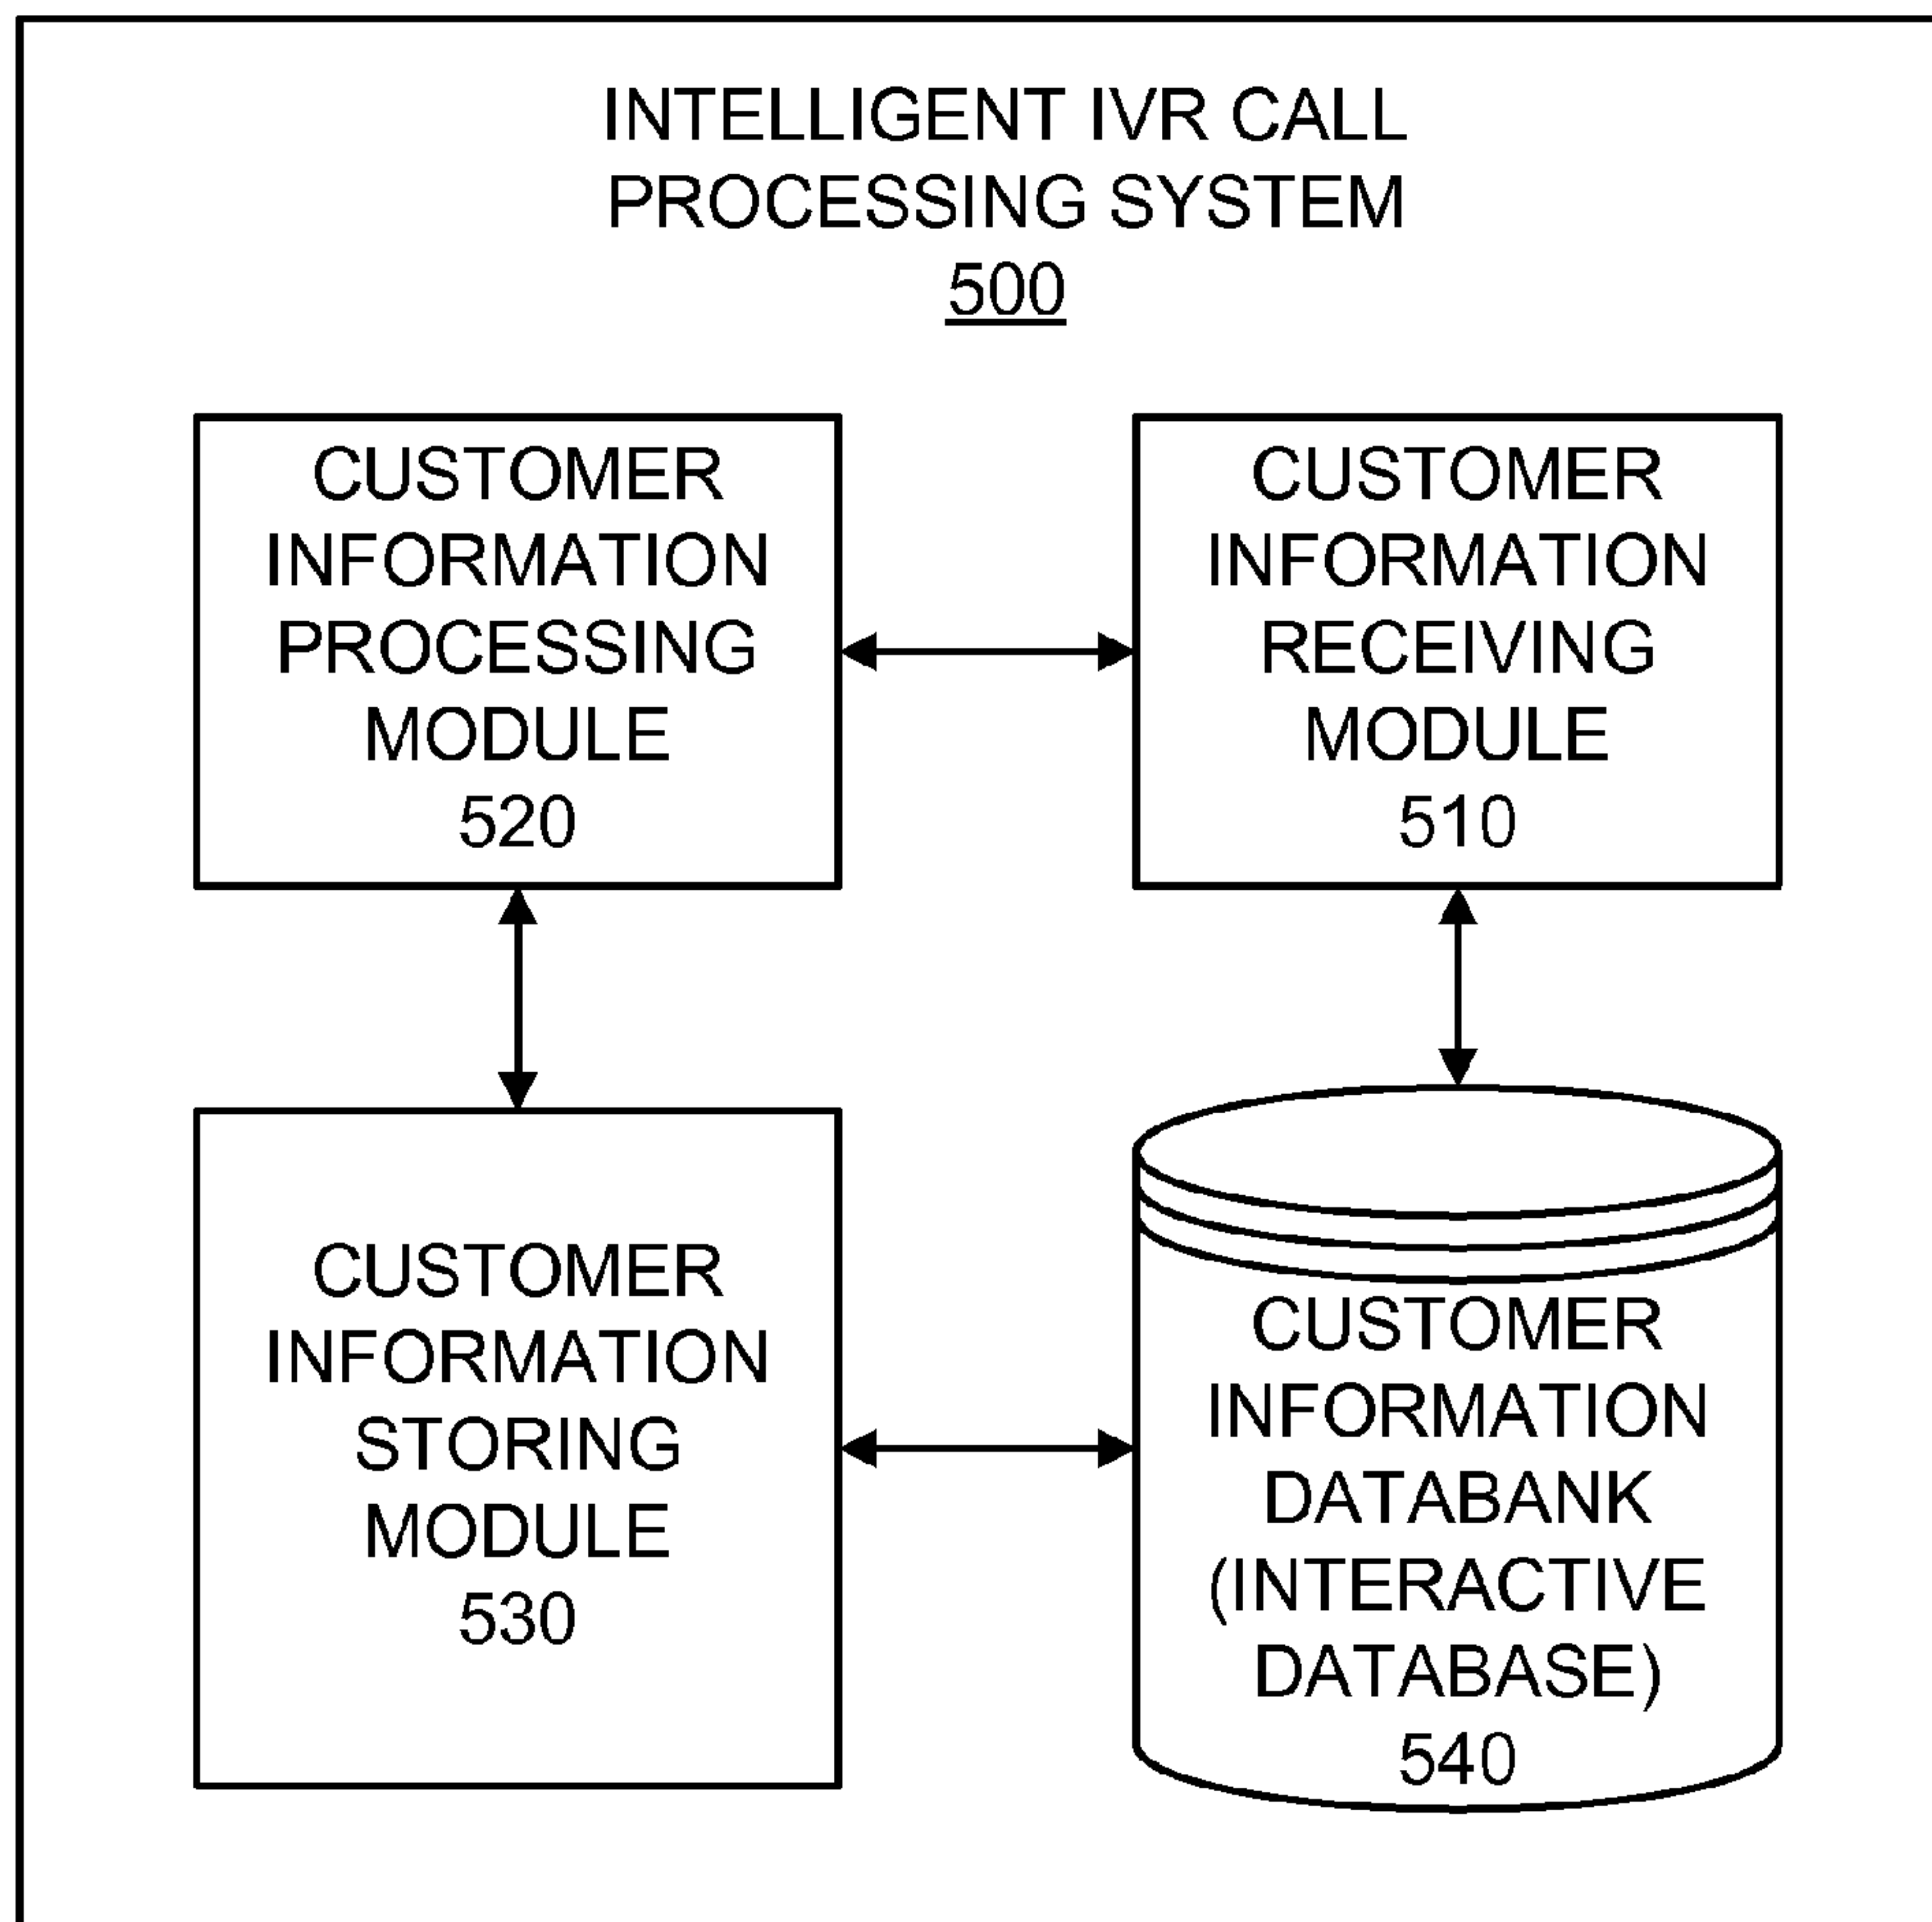 INTELLIGENT IVR CALL
PROCESSING SYSTEM
500
CUSTOMER
INFORMATION
PROCESSING
MODULE
520
CUSTOMER
INFORMATION
RECEIVING
MODULE
510
CUSTOMER
INFORMATION
STORING
MODULE
530
CUSTOMER
INFORMATION
DATABANK
(INTERACTIVE
DATABASE)
540